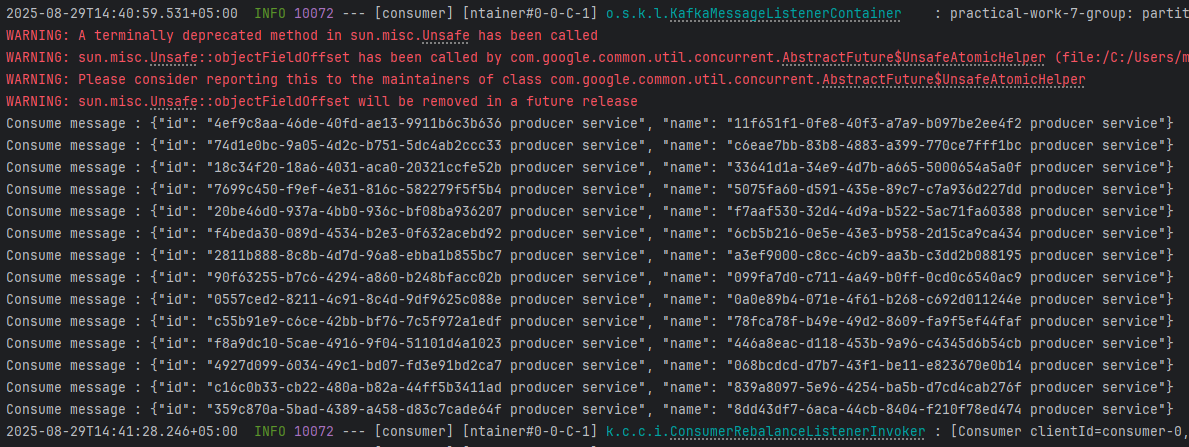 2025-08-29T14:40:59.531+05:00  INFO 10072 --- [consumer] [ntainer#0-0-C-1] o.s.k.l.KafkaMessageListenerContainer    : practical-work-7-group: partit
WARNING: A terminally deprecated method in sun.misc.Unsafe has been called
WARNING: sun.misc.Unsafe::objectFieldOffset has been called by com.google.common.util.concurrent.AbstractFuture$UnsafeAtomicHelper (file:/C:/Users/m
WARNING: Please consider reporting this to the maintainers of class com.google.common.util.concurrent.AbstractFuture$UnsafeAtomicHelper
WARNING: sun.misc.Unsafe::objectFieldOffset will be removed in a future release
Consume message : {"id": "4ef9c8aa-46de-40fd-ae13-9911b6c3b636 producer service", "name": "11f651f1-0fe8-40f3-a7a9-b097be2ee4f2 producer service"}
Consume message : {"id": "74d1e0bc-9a05-4d2c-b751-5dc4ab2ccc33 producer service", "name": "c6eae7bb-83b8-4883-a399-770ce7fff1bc producer service"}
Consume message : {"id": "18c34f20-18a6-4031-aca0-20321ccfe52b producer service", "name": "33641d1a-34e9-4d7b-a665-5000654a5a0f producer service"}
Consume message : {"id": "7699c450-f9ef-4e31-816c-582279f5f5b4 producer service", "name": "5075fa60-d591-435e-89c7-c7a936d227dd producer service"}
Consume message : {"id": "20be46d0-937a-4bb0-936c-bf08ba936207 producer service", "name": "f7aaf530-32d4-4d9a-b522-5ac71fa60388 producer service"}
Consume message : {"id": "f4beda30-089d-4534-b2e3-0f632acebd92 producer service", "name": "6cb5b216-0e5e-43e3-b958-2d15ca9ca434 producer service"}
Consume message : {"id": "2811b888-8c8b-4d7d-96a8-ebba1b855bc7 producer service", "name": "a3ef9000-c8cc-4cb9-aa3b-c3dd2b088195 producer service"}
Consume message : {"id": "90f63255-b7c6-4294-a860-b248bfacc02b producer service", "name": "099fa7d0-c711-4a49-b0ff-0cd0c6540ac9 producer service"}
Consume message : {"id": "0557ced2-8211-4c91-8c4d-9df9625c088e producer service", "name": "0a0e89b4-071e-4f61-b268-c692d011244e producer service"}
Consume message : {"id": "c55b91e9-c6ce-42bb-bf76-7c5f972a1edf producer service", "name": "78fca78f-b49e-49d2-8609-fa9f5ef44faf producer service"}
Consume message : {"id": "f8a9dc10-5cae-4916-9f04-51101d4a1023 producer service", "name": "446a8eac-d118-453b-9a96-c4345d6b54cb producer service"}
Consume message : {"id": "4927d099-6034-49c1-bd07-fd3e91bd2ca7 producer service", "name": "068bcdcd-d7b7-43f1-be11-e823670e0b14 producer service"}
Consume message : {"id": "c16c0b33-cb22-480a-b82a-44ff5b3411ad producer service", "name": "839a8097-5e96-4254-ba5b-d7cd4cab276f producer service"}
Consume message : {"id": "359c870a-5bad-4389-a458-d83c7cade64f producer service", "name": "8dd43df7-6aca-44cb-8404-f210f78ed474 producer service"}
2025-08-29T14:41:28.246+05:00  INFO 10072 --- [consumer] [ntainer#0-0-C-1] k.c.c.i.ConsumerRebalanceListenerInvoker : [Consumer clientId=consumer-0,